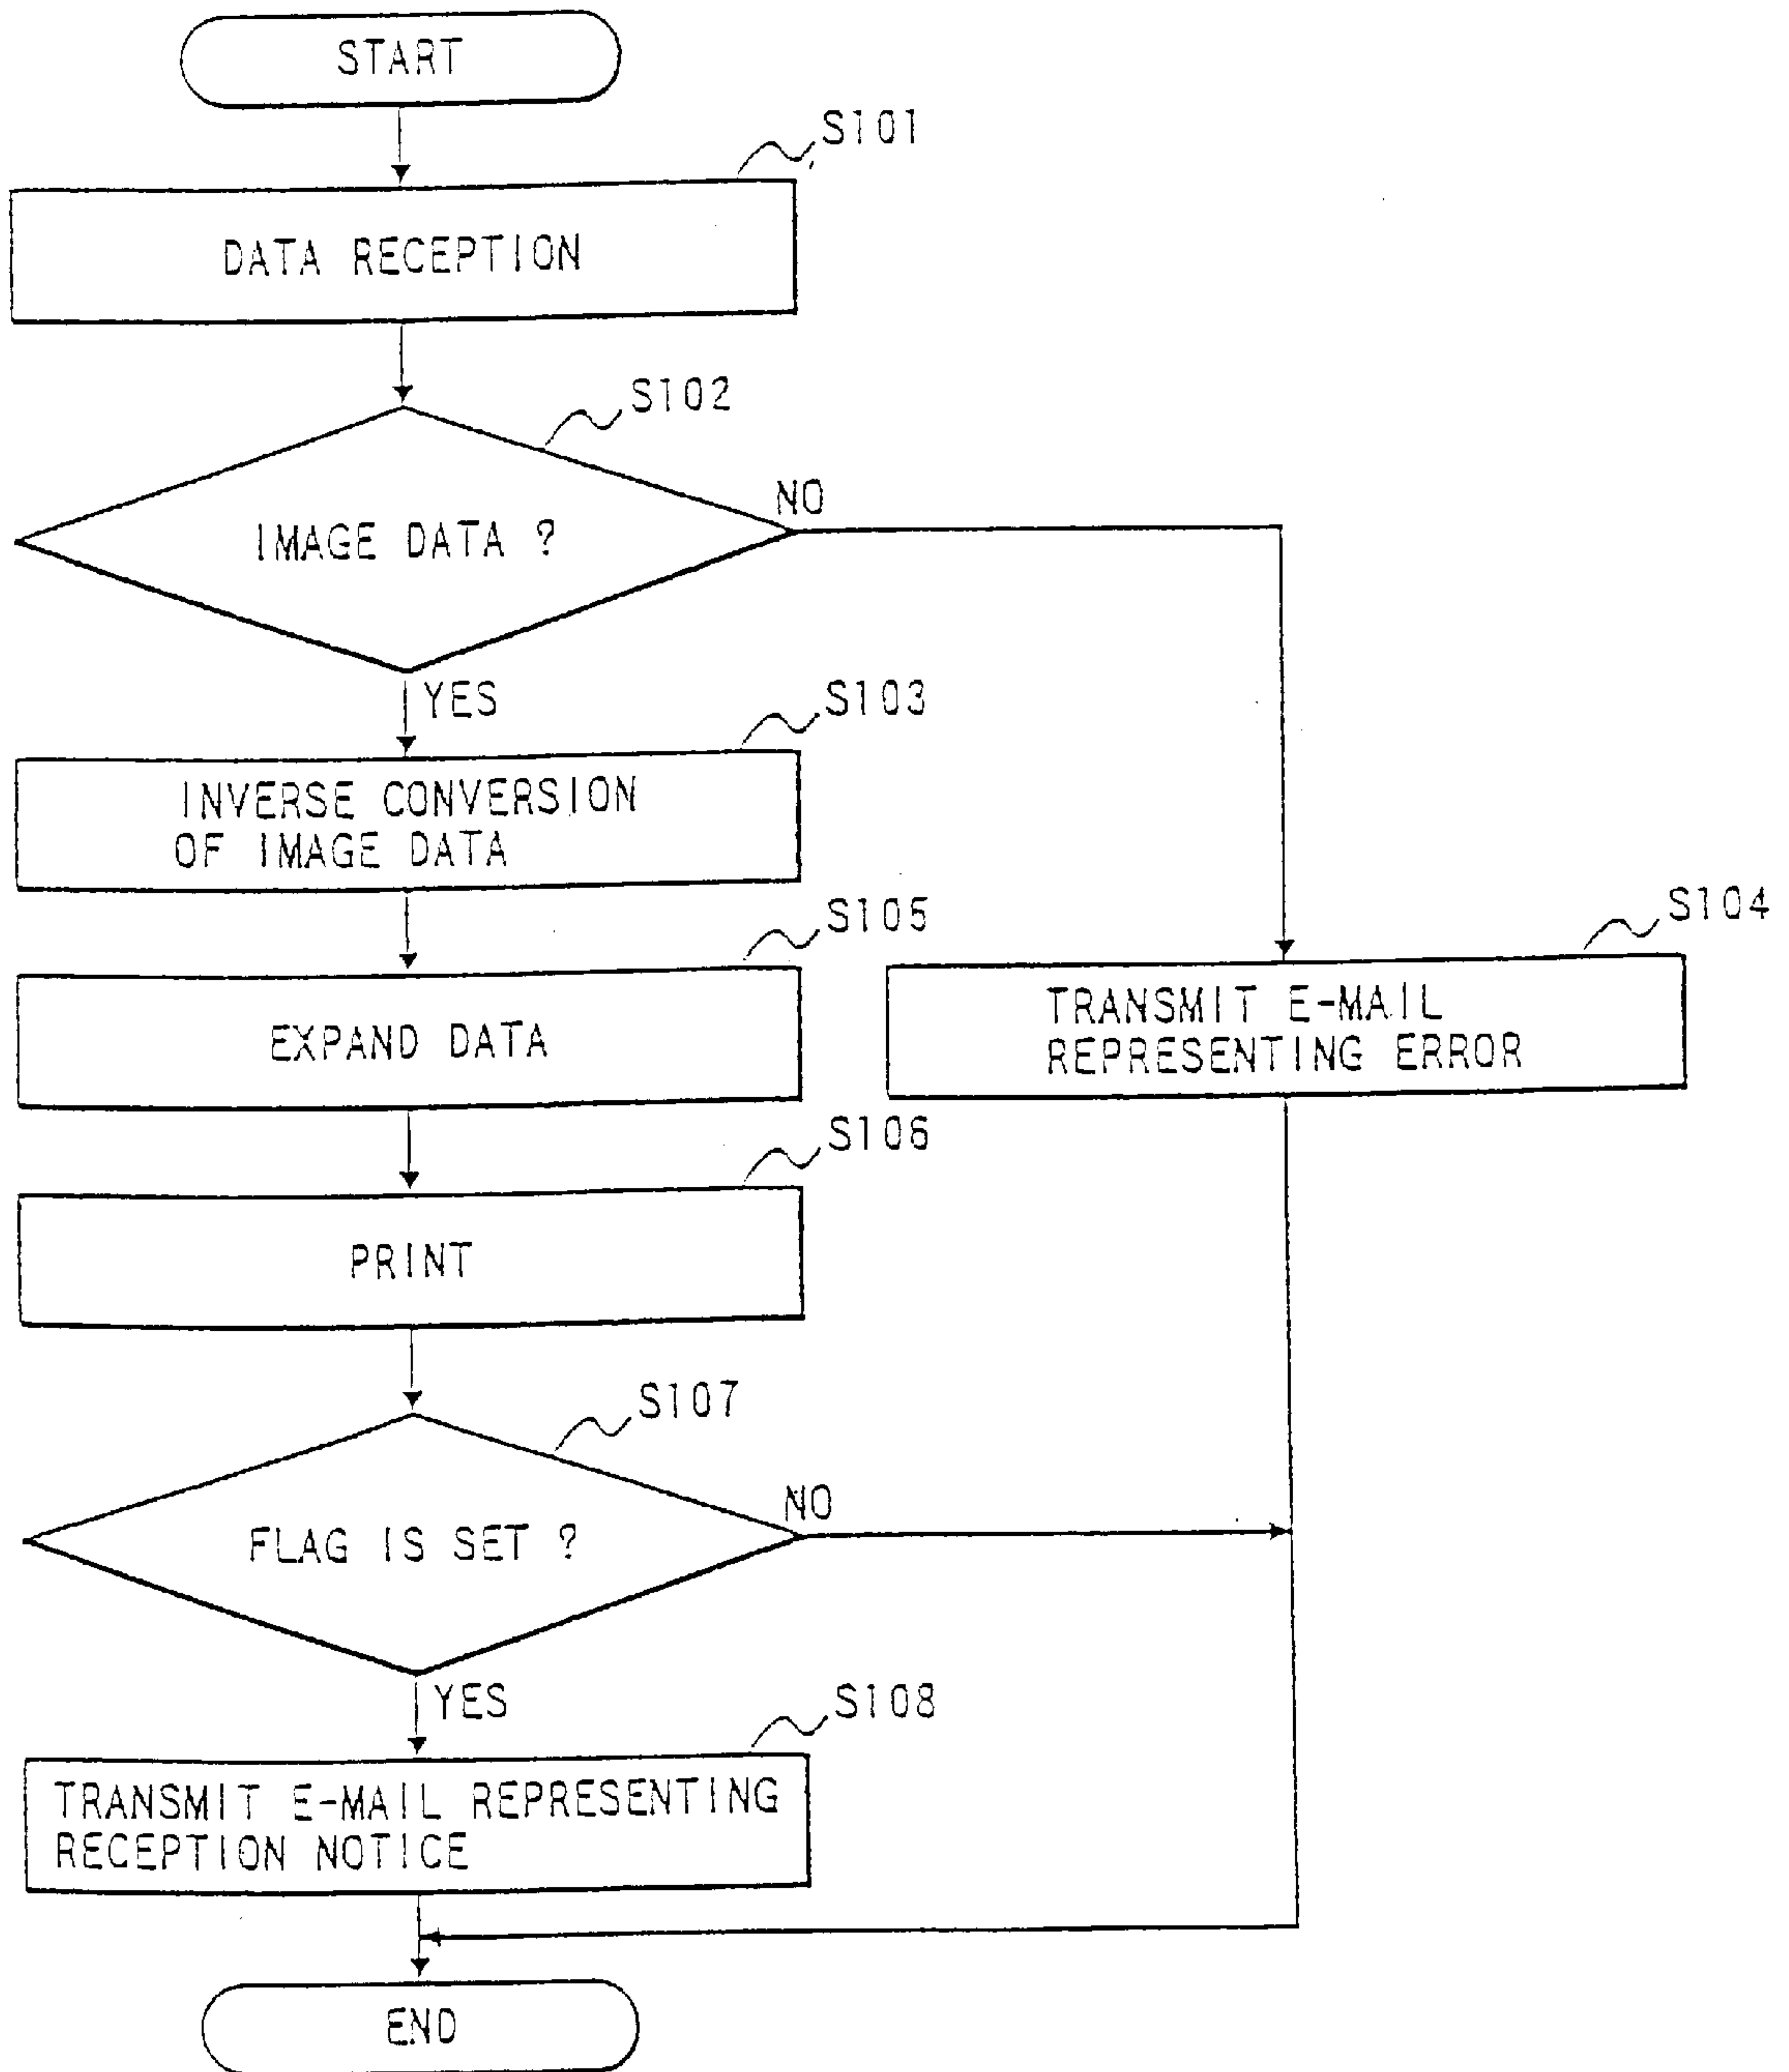 START
S101
DATA RECEPTION
S102
IMAGE DATA ?
NO
YES
S103
INVERSE CONVERSION
OF IMAGE DATA
S105
EXPAND DATA
S104
TRANSMIT E-MAIL
REPRESENTING ERROR
S106
PRINT
S107
FLAG IS SET ?
NO
YES
S108
TRANSMIT E-MAIL REPRESENTING
RECEPTION NOTICE
END